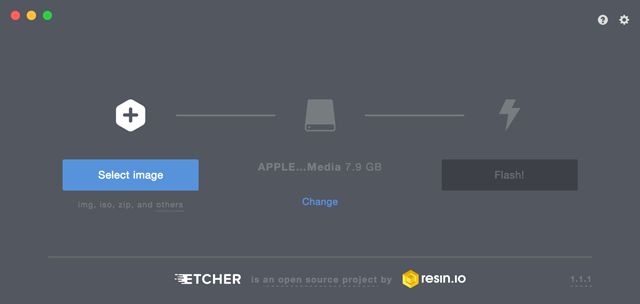 Select image
img, iso, zip, and others
APPLE...Media 7.9 GB
Change
Flash!
ETCHER is an open source project by resin.io
1.1.1